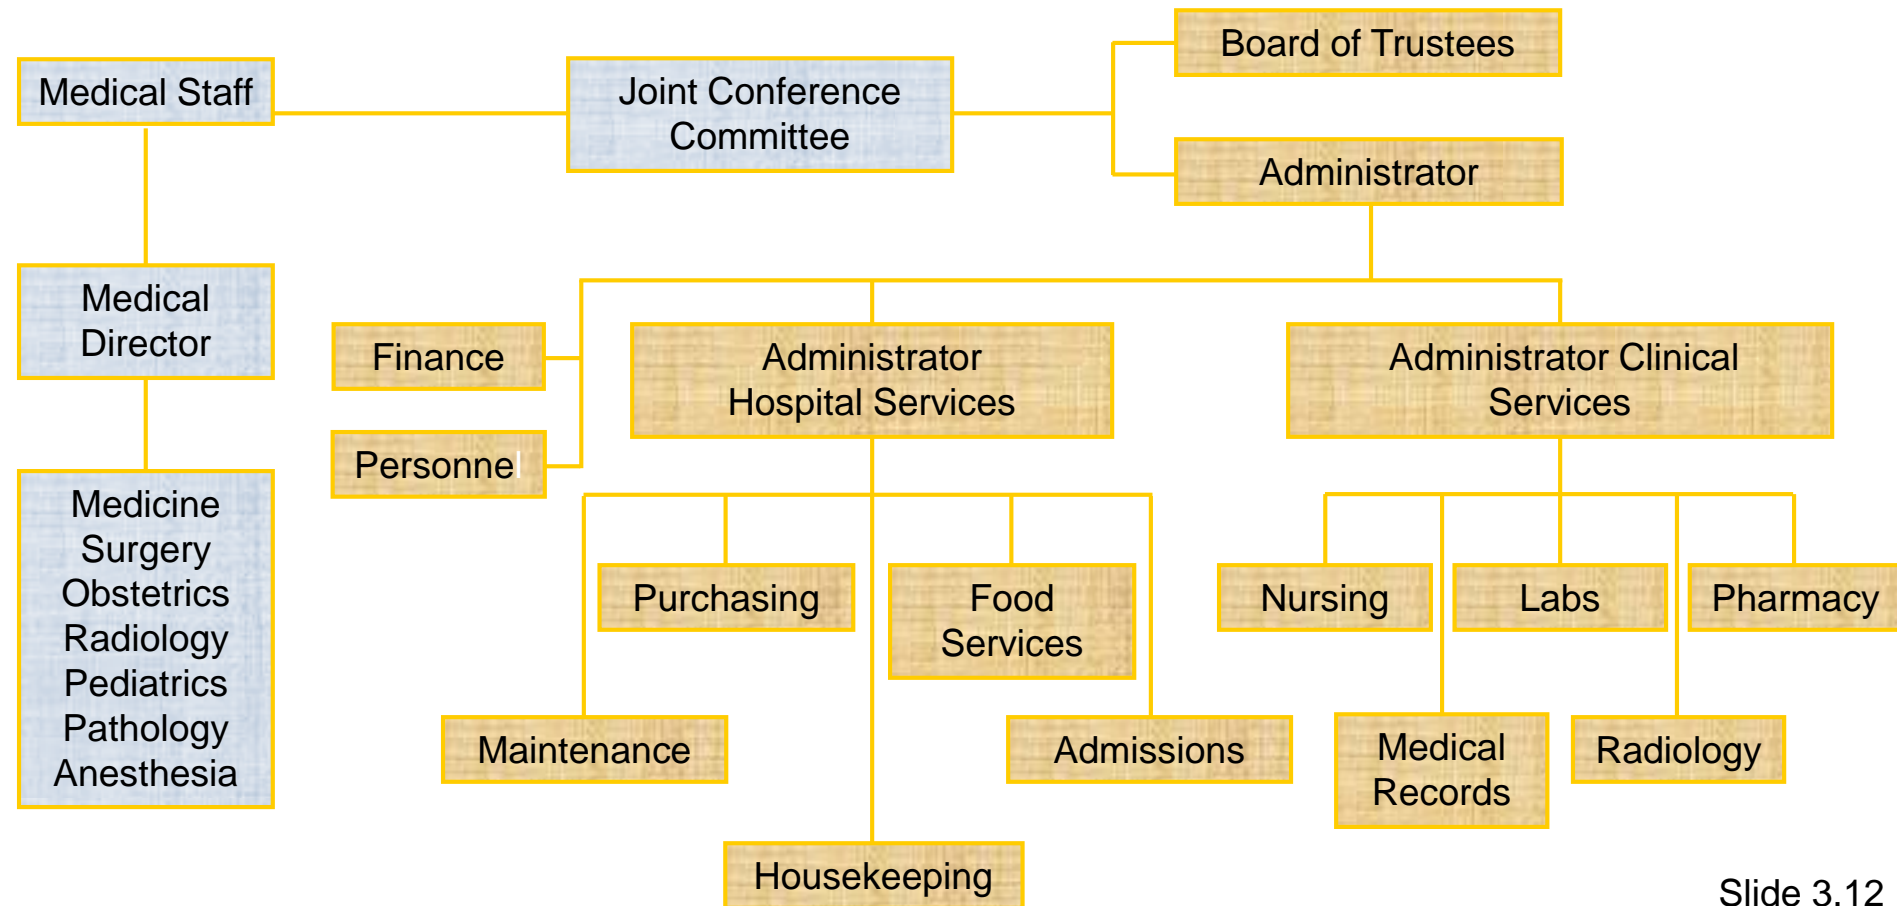 Board of Trustees
Medical Staff
Joint Conference
Committee
Administrator
Medical
Director
Finance
Administrator
Hospital Services
Administrator Clinical
Services
Personnel
Medicine
Surgery
Obstetrics
Radiology
Pediatrics
Pathology
Anesthesia
Purchasing
Food
Services
Nursing
Labs
Pharmacy
Maintenance
Admissions
Medical
Records
Radiology
Housekeeping
Slide 3.12